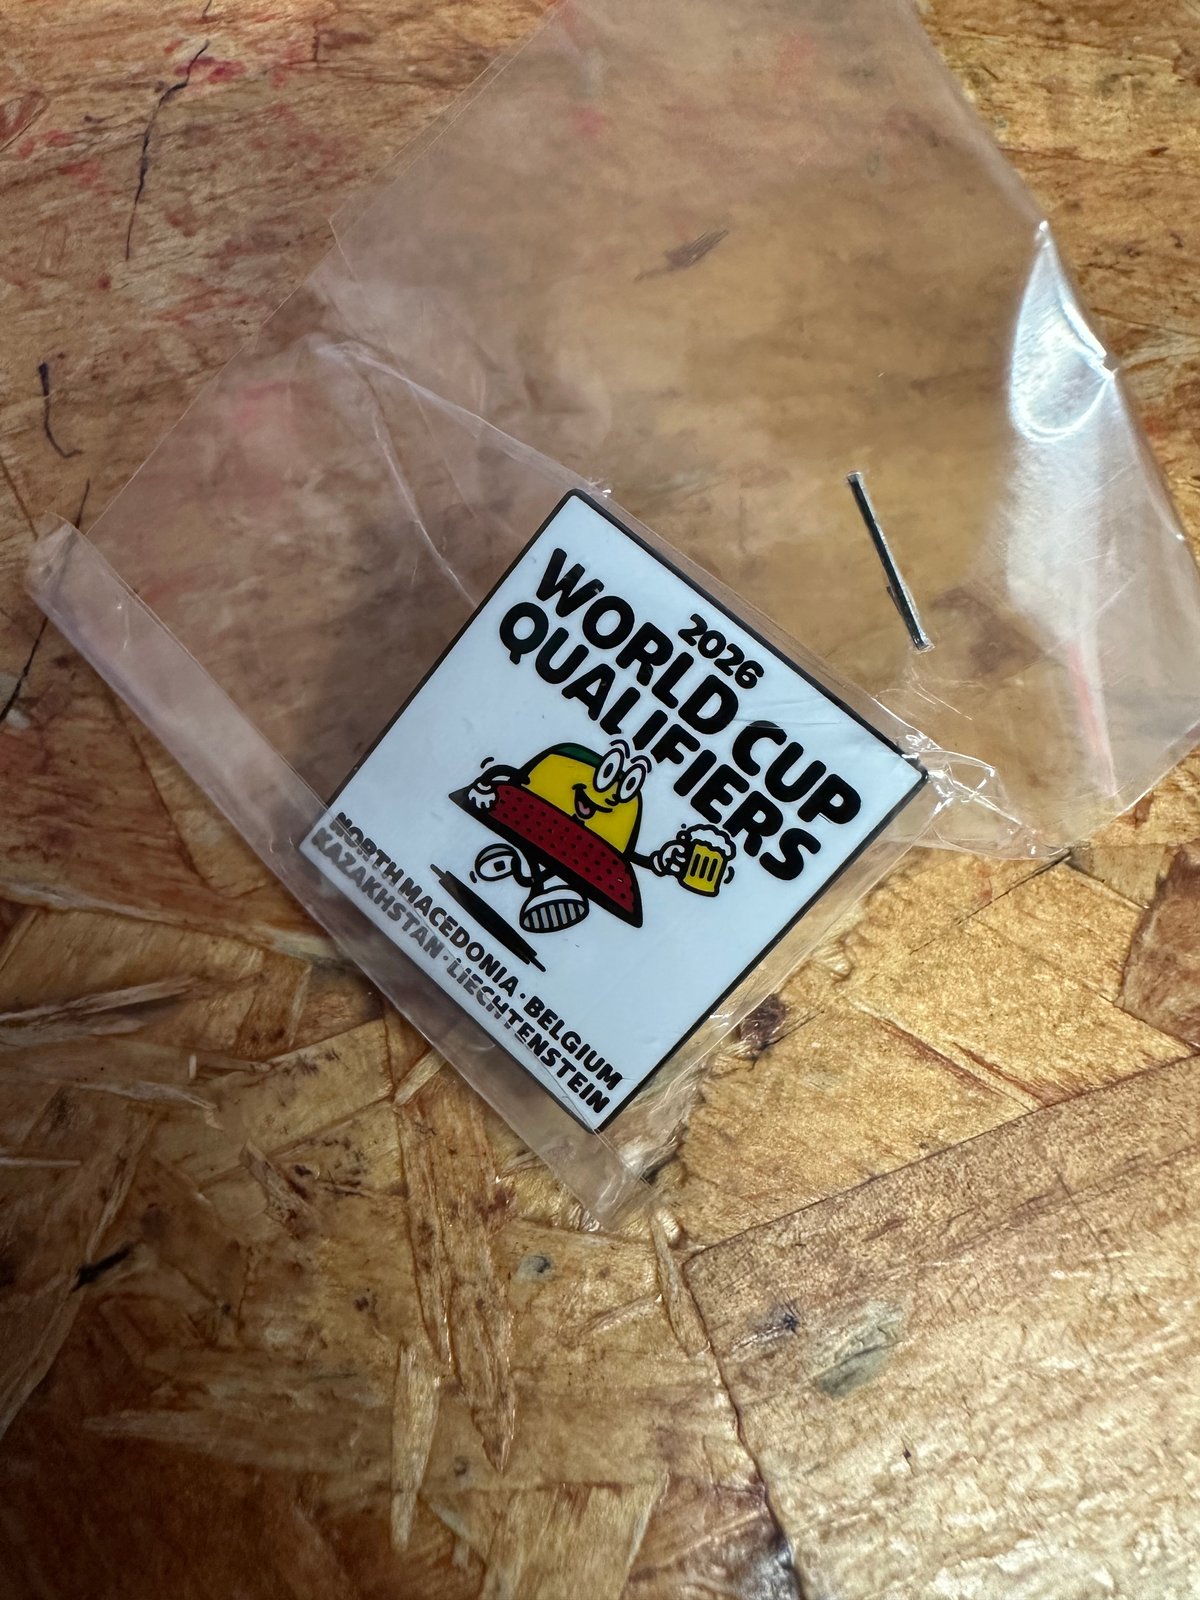 2026
WORLD CUP
QUALIFIERS
NORTH MACEDONIA · BELGIUM
KAZAKHSTAN · LIECHTENSTEIN